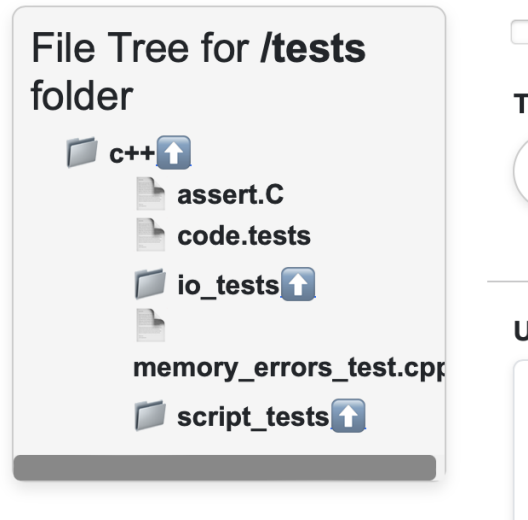 File Tree for /tests
folder
c++
assert.C
code.tests
io_tests
memory_errors_test.cpp
script_tests
T
U